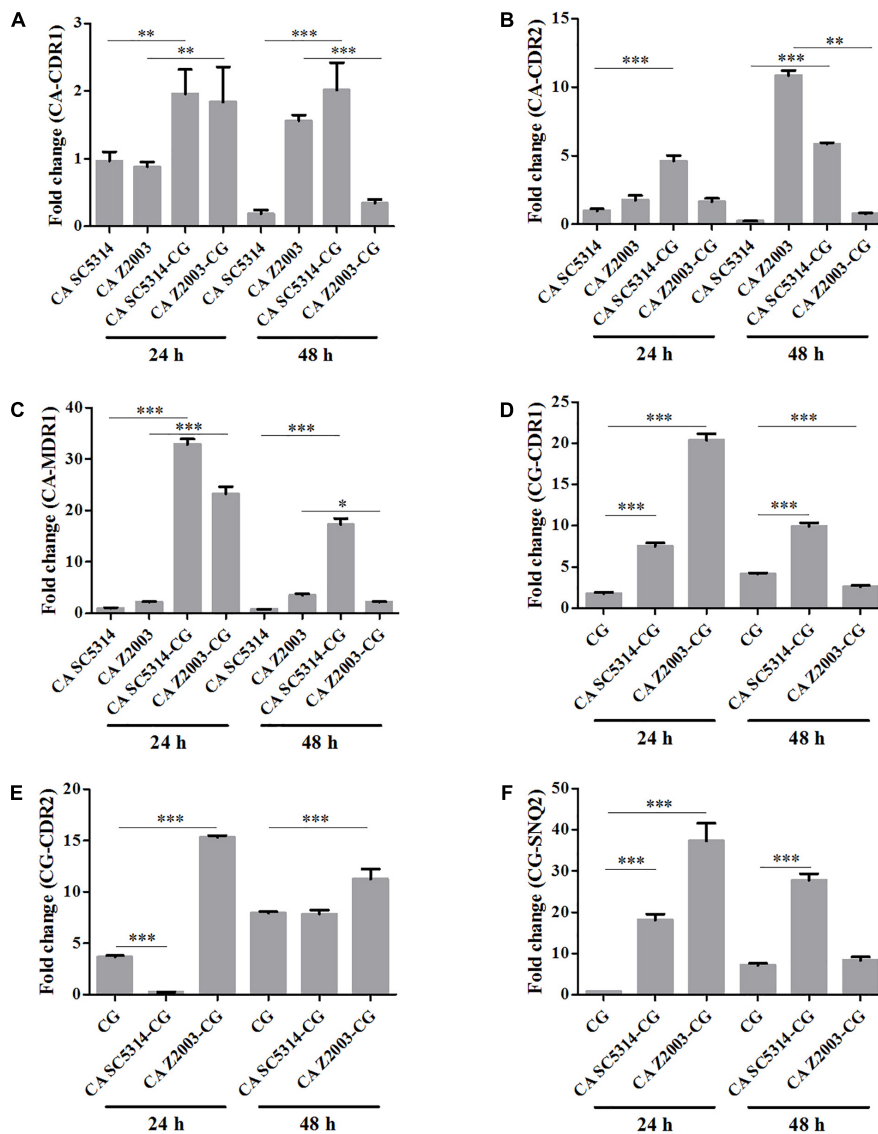 A
Fold change (CA-CDR1)
3
2
1
0
** ** *** ***
CA SC5314
CA Z2003
CA SC5314-CG
CA Z2003-CG
CA SC5314
CA Z2003
CA SC5314-CG
CA Z2003-CG
24 h 48 h
B
Fold change (CA-CDR2)
15
10
5
0
*** *** **
CA SC5314
CA Z2003
CA SC5314-CG
CA Z2003-CG
CA SC5314
CA Z2003
CA SC5314-CG
CA Z2003-CG
24 h 48 h
C
Fold change (CA-MDR1)
40
30
20
10
0
*** *** *** *
CA SC5314
CA Z2003
CA SC5314-CG
CA Z2003-CG
CA SC5314
CA Z2003
CA SC5314-CG
CA Z2003-CG
24 h 48 h
D
Fold change (CG-CDR1)
25
20
15
10
5
0
*** *** *** ***
CG
CA SC5314-CG
CA Z2003-CG
CG
CA SC5314-CG
CA Z2003-CG
24 h 48 h
E
Fold change (CG-CDR2)
20
15
10
5
0
*** *** ***
CG
CA SC5314-CG
CA Z2003-CG
CG
CA SC5314-CG
CA Z2003-CG
24 h 48 h
F
Fold change (CG-SNQ2)
50
40
30
20
10
0
*** *** ***
CG
CA SC5314-CG
CA Z2003-CG
CG
CA SC5314-CG
CA Z2003-CG
24 h 48 h